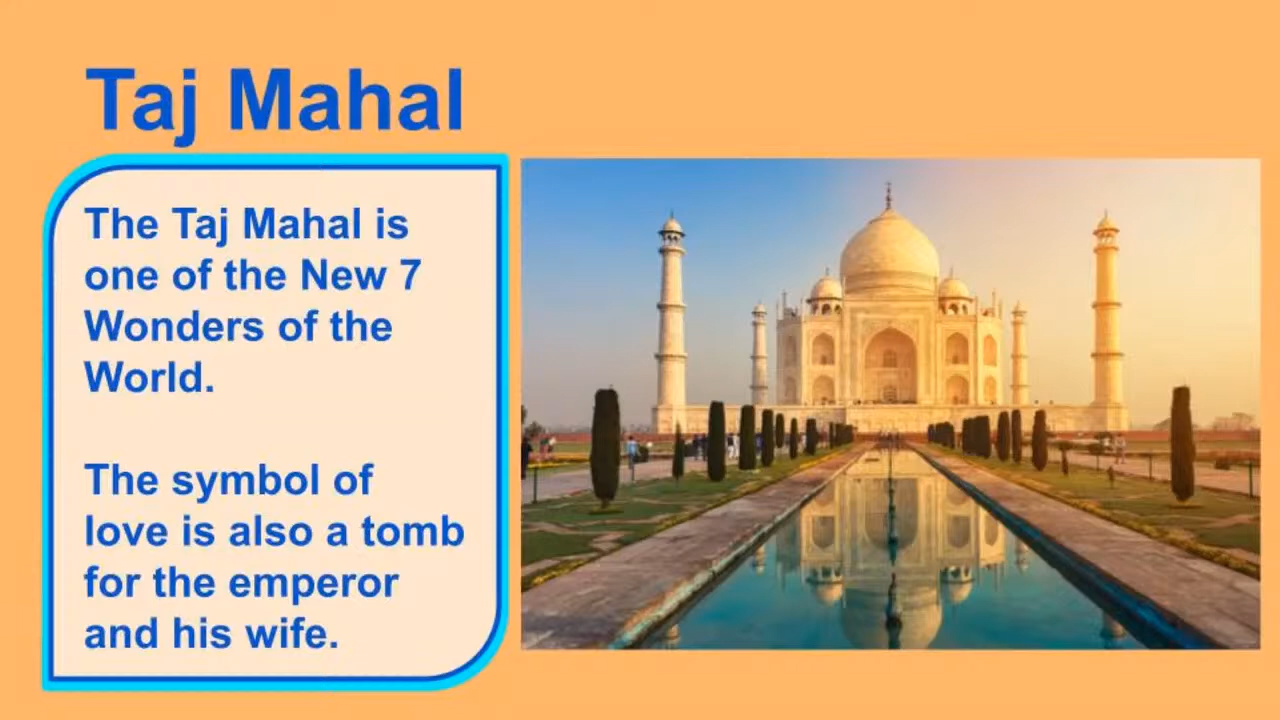 Taj Mahal
The Taj Mahal is
one of the New 7
Wonders of the
World.
The symbol of
love is also a tomb
for the emperor
and his wife.